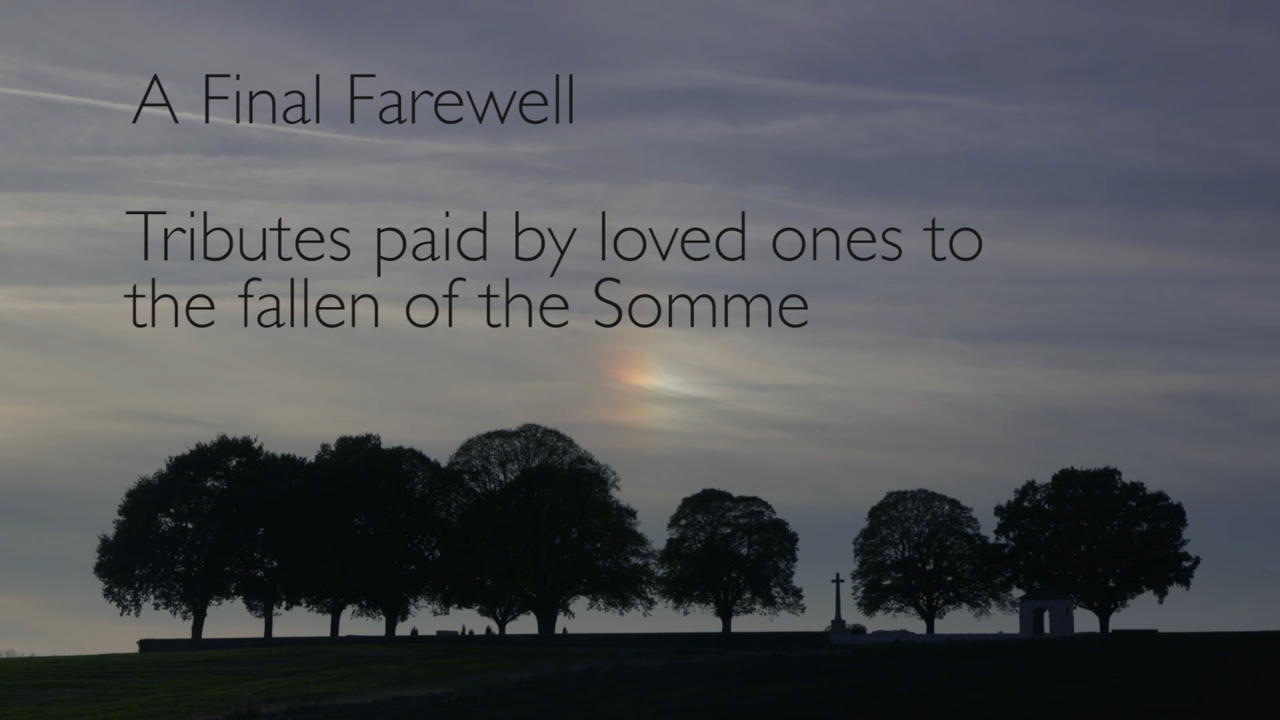 A Final Farewell
Tributes paid by loved ones to
the fallen of the Somme